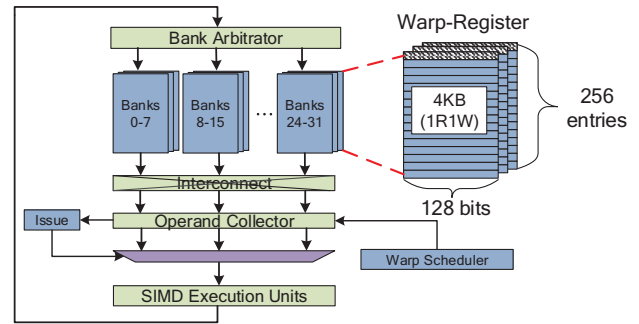 Warp-Register
Bank Arbitrator
Banks
0-7
Banks
8-15
...
Banks
24-31
4KB
(1R1W)
256
entries
Interconnect
128 bits
Issue
Operand Collector
Warp Scheduler
SIMD Execution Units